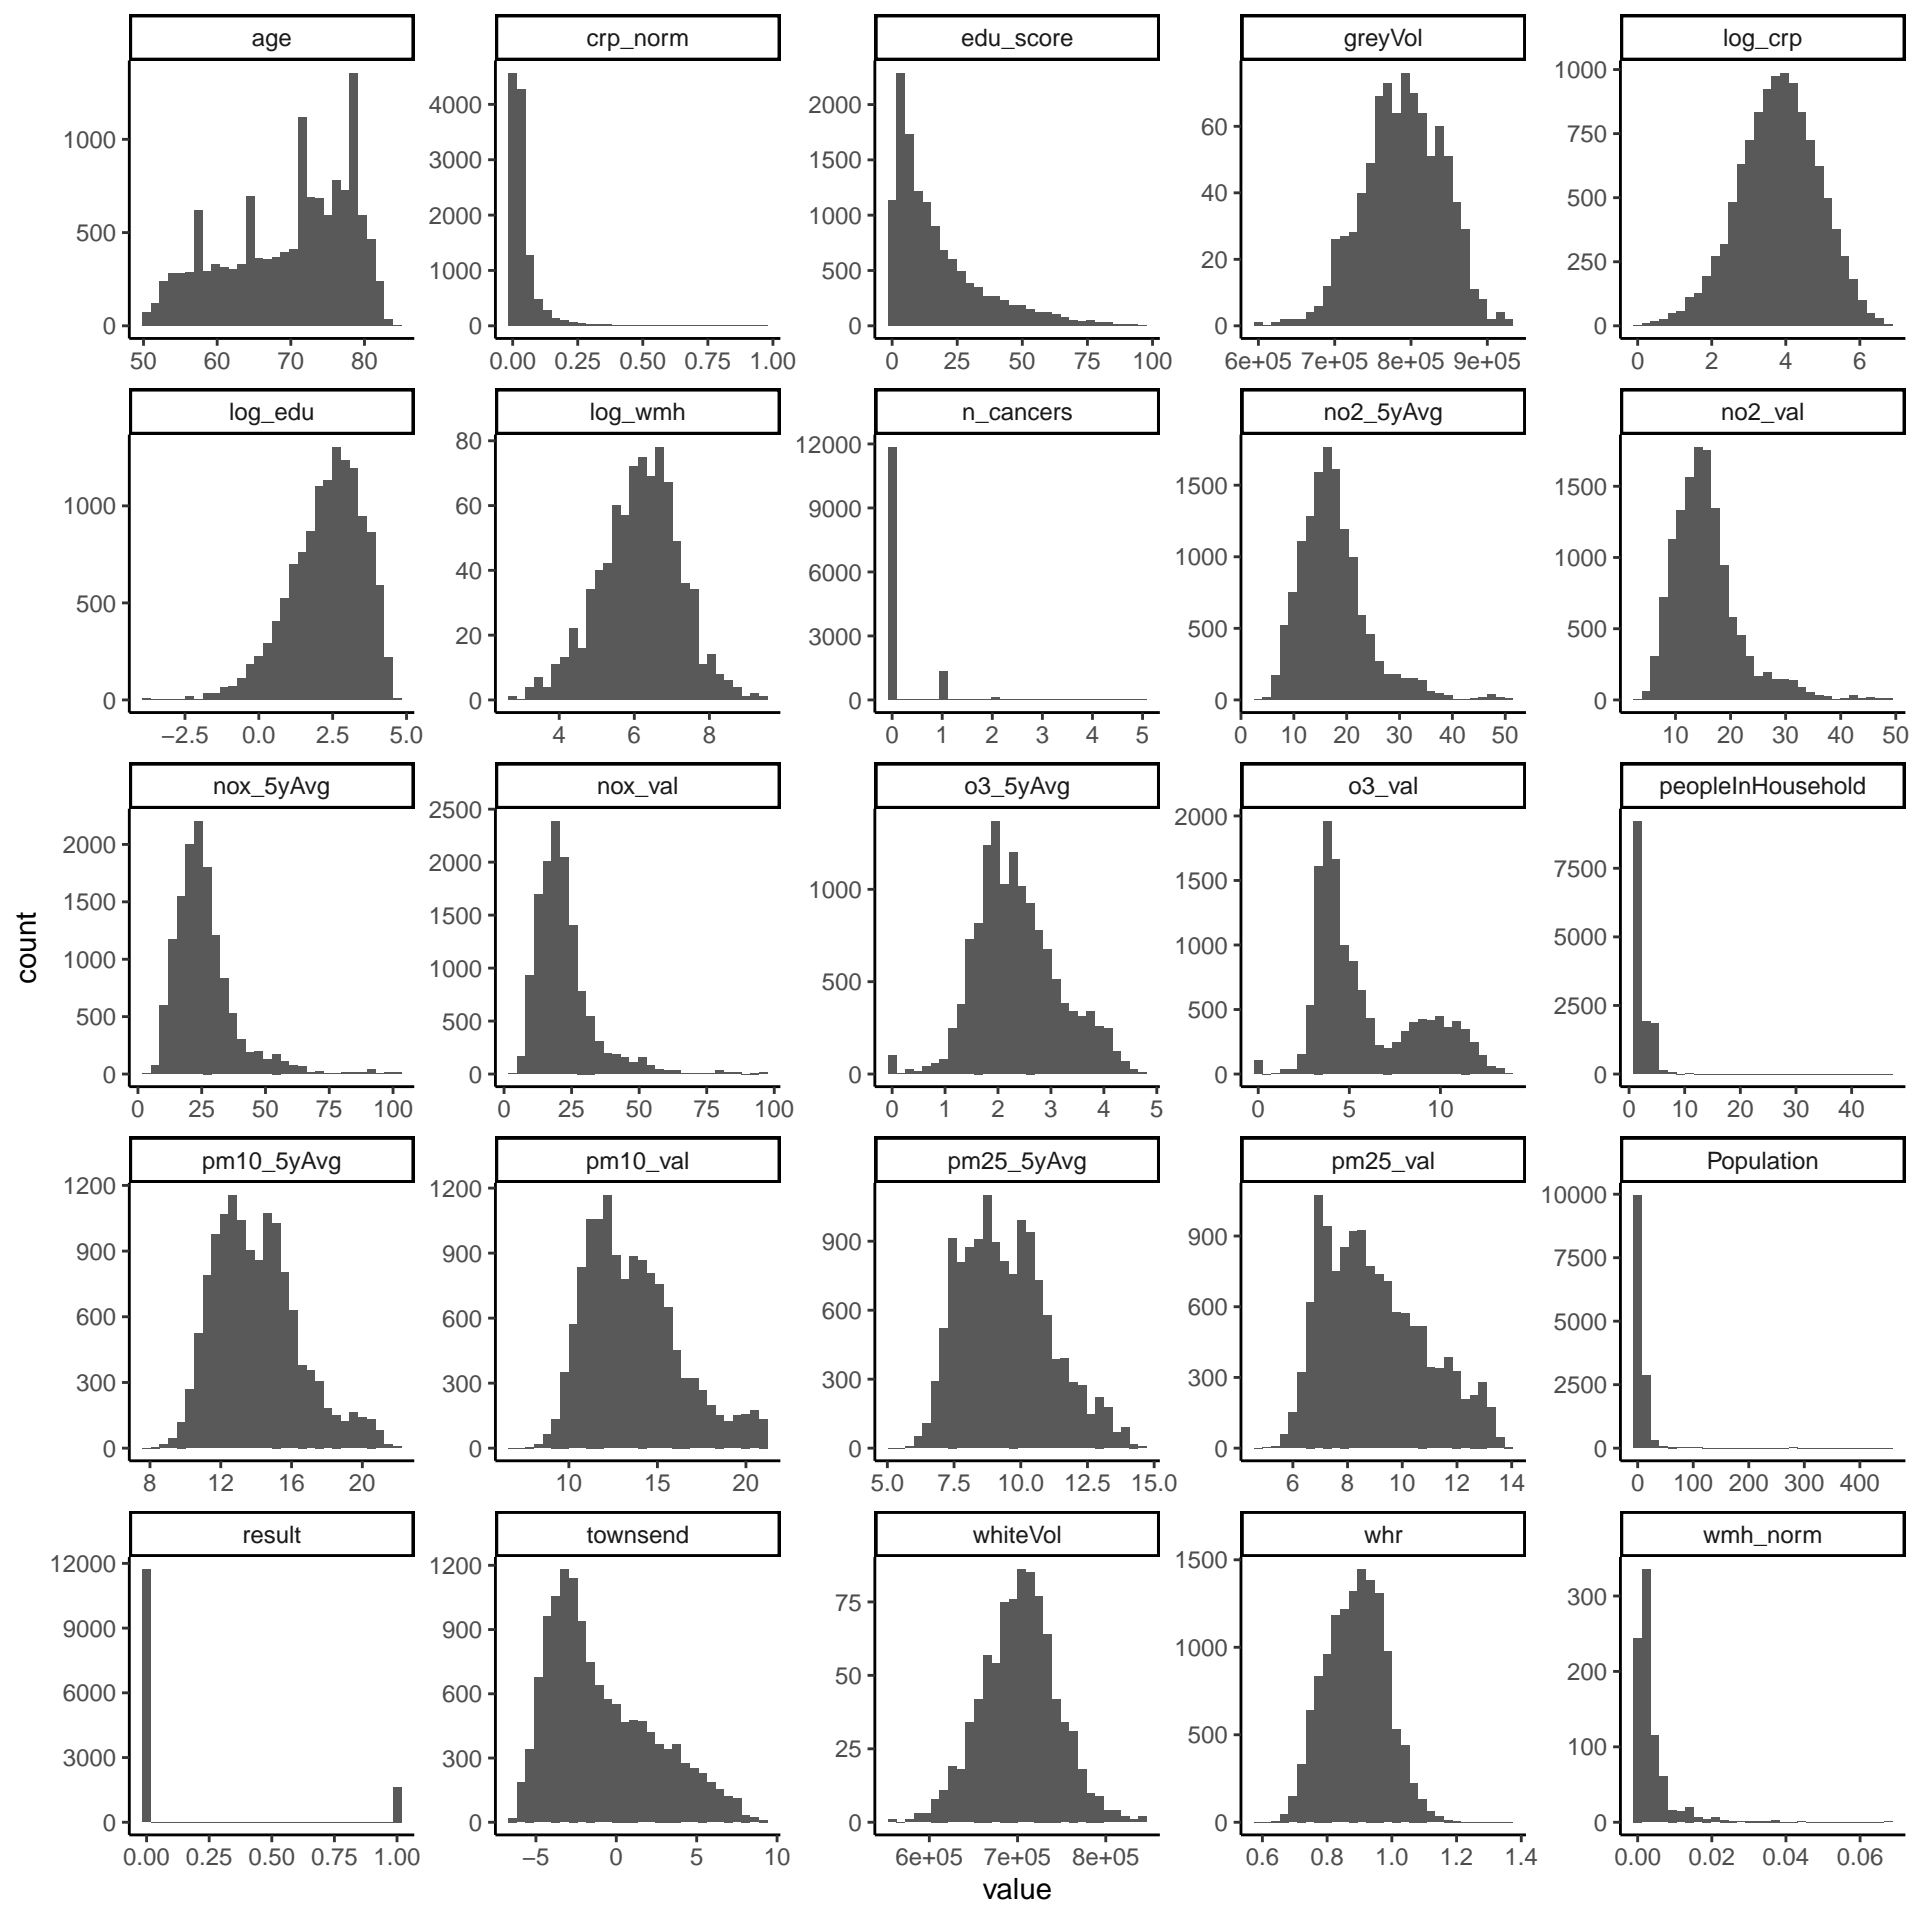 age crp_norm edu_score greyVol log_crp
1000 500 0
4000 3000 2000 1000 0
2000 1500 1000 500 0
60 40 20 0
1000 750 500 250 0
50 60 70 80
0.00 0.25 0.50 0.75 1.00
0 25 50 75 100
6e+05 7e+05 8e+05 9e+05
0 2 4 6
log_edu log_wmh n_cancers no2_5yAvg no2_val
1000 500 0
80 60 40 20 0
12000 9000 6000 3000 0
1500 1000 500 0
1500 1000 500 0
−2.5 0.0 2.5 5.0
4 6 8
0 1 2 3 4 5
0 10 20 30 40 50
10 20 30 40 50
nox_5yAvg nox_val o3_5yAvg o3_val peopleInHousehold
2000 1500 1000 500 0
2500 2000 1500 1000 500 0
1000 500 0
2000 1500 1000 500 0
7500 5000 2500 0
0 25 50 75 100
0 25 50 75 100
0 1 2 3 4 5
0 5 10
0 10 20 30 40
count
pm10_5yAvg pm10_val pm25_5yAvg pm25_val Population
1200 900 600 300 0
1200 900 600 300 0
900 600 300 0
900 600 300 0
10000 7500 5000 2500 0
8 12 16 20
10 15 20
5.0 7.5 10.0 12.5 15.0
6 8 10 12 14
0 100 200 300 400
result townsend whiteVol whr wmh_norm
12000 9000 6000 3000 0
1200 900 600 300 0
75 50 25 0
1500 1000 500 0
300 200 100 0
0.00 0.25 0.50 0.75 1.00
−5 0 5 10
6e+05 7e+05 8e+05
0.6 0.8 1.0 1.2 1.4
0.00 0.02 0.04 0.06
value